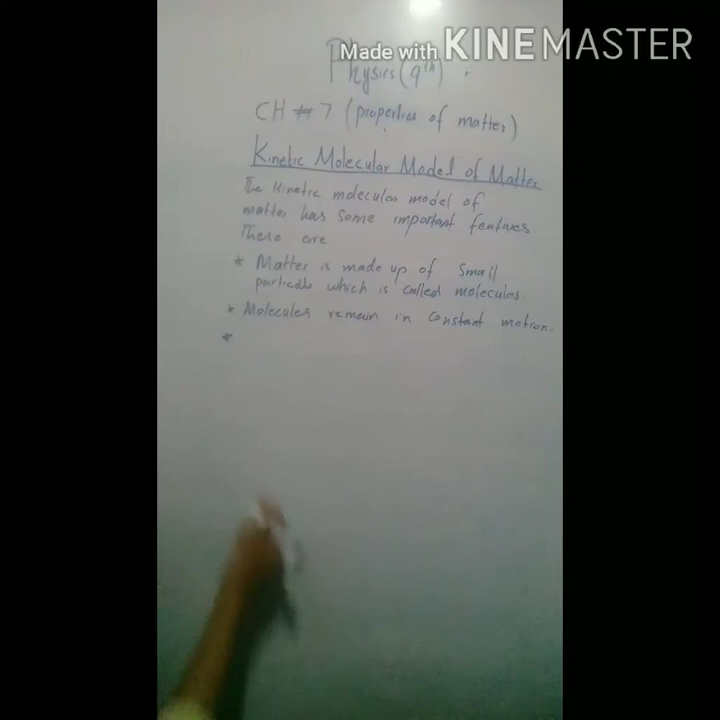 Made with KINEMASTER
Physics (9th)
CH # 7 (properties of matter)
Kinetic Molecular Model of Matter
The kinetic molecular model of
matter has some important features
These are
* Matter is made up of small
particals which is called molecules.
* Molecules remain in constant motion.
*